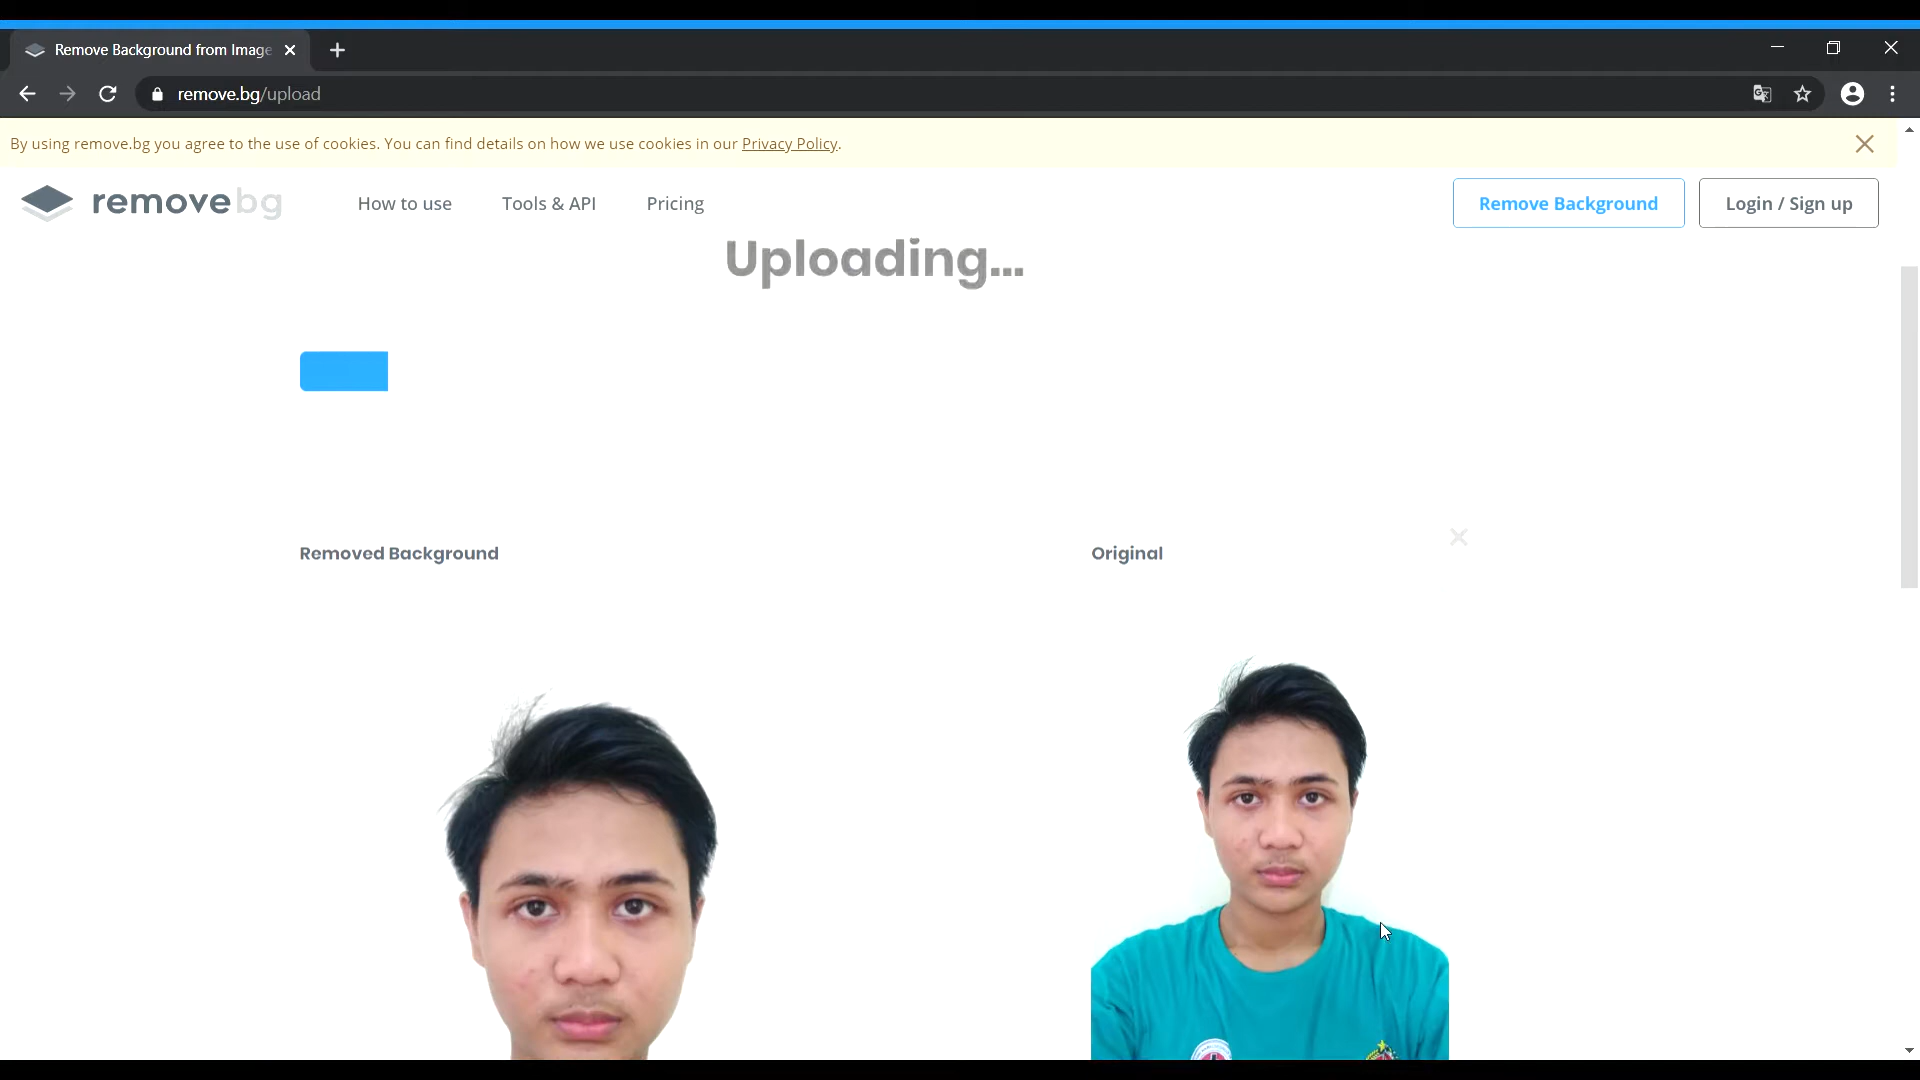 Remove Background from Image
remove.bg/upload
By using remove.bg you agree to the use of cookies. You can find details on how we use cookies in our Privacy Policy.
removebg
How to use
Tools & API
Pricing
Remove Background
Login / Sign up
Uploading...
Removed Background
Original